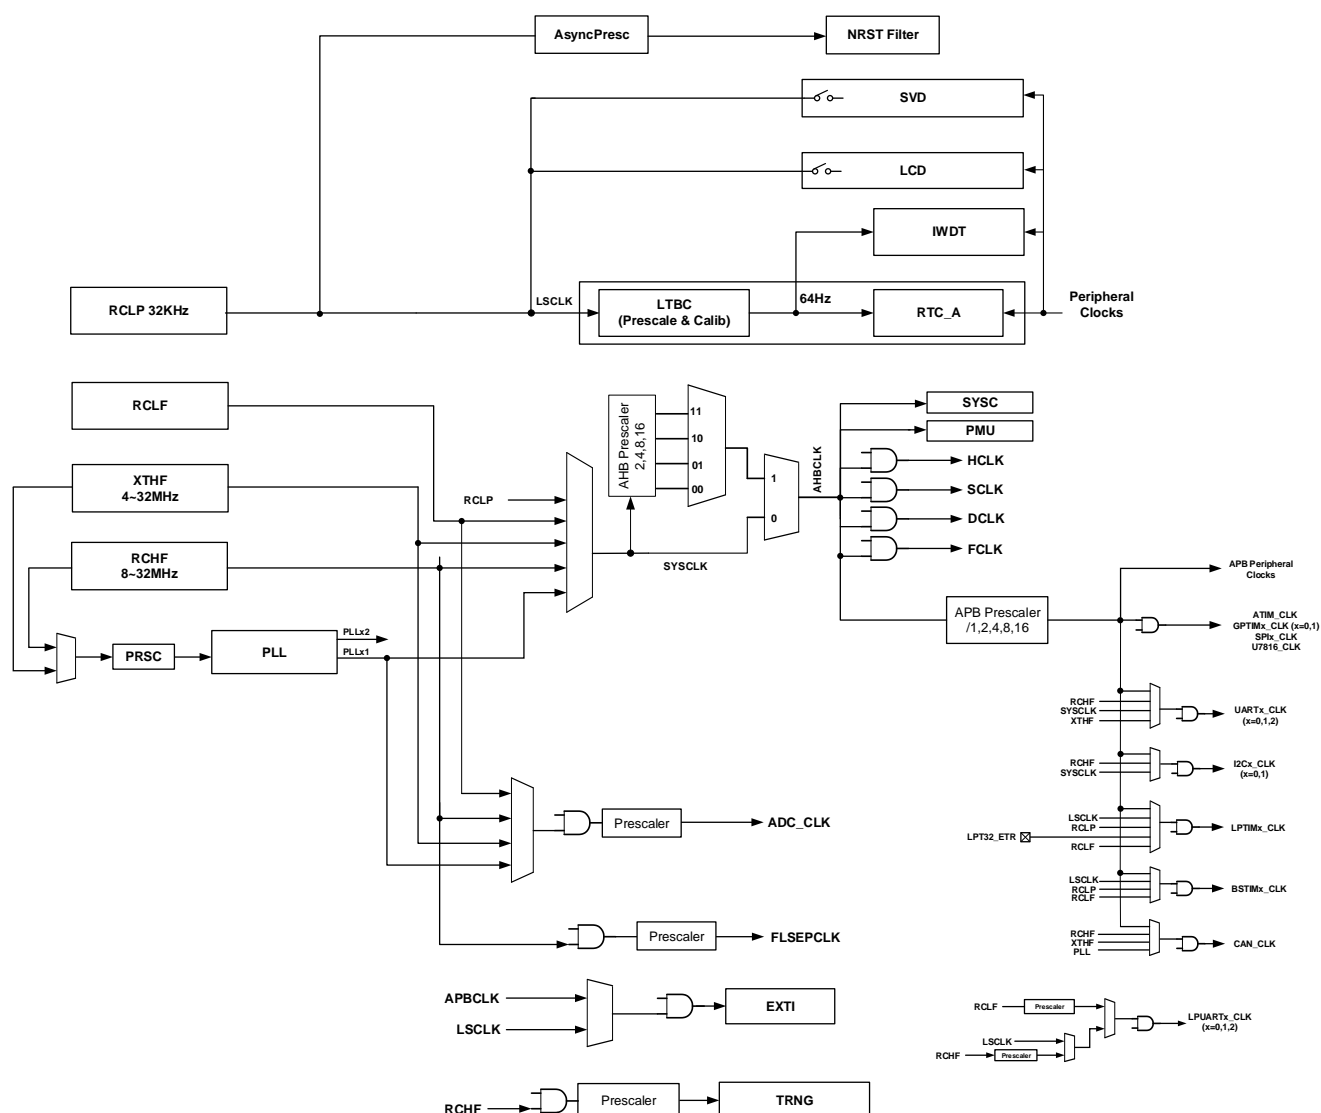 AsyncPresc
NRST Filter
SVD
LCD
IWDT
RCLP 32KHz
LSCLK
LTBC
(Prescale & Calib)
64Hz
RTC_A
Peripheral
Clocks
RCLF
XTHF
4~32MHz
RCHF
8~32MHz
PLLx2
PLLx1
PRSC
PLL
RCLP
SYSCLK
AHB Prescaler
2,4,8,16
11
10
01
00
1
0
AHBCLK
SYSC
PMU
HCLK
SCLK
DCLK
FCLK
APB Prescaler
/1,2,4,8,16
APB Peripheral
Clocks
ATIM_CLK
GPTIMx_CLK (x=0,1)
SPIx_CLK
U7816_CLK
RCHF
SYSCLK
XTHF
UARTx_CLK
(x=0,1,2)
RCHF
SYSCLK
I2Cx_CLK
(x=0,1)
LSCLK
RCLP
LPT32_ETR
RCLF
LPTIMx_CLK
LSCLK
RCLP
RCLF
BSTIMx_CLK
RCHF
XTHF
PLL
CAN_CLK
Prescaler
ADC_CLK
Prescaler
FLSEPCLK
APBCLK
LSCLK
EXTI
RCLF
Prescaler
LSCLK
RCHF
Prescaler
LPUARTx_CLK
(x=0,1,2)
RCHF
Prescaler
TRNG